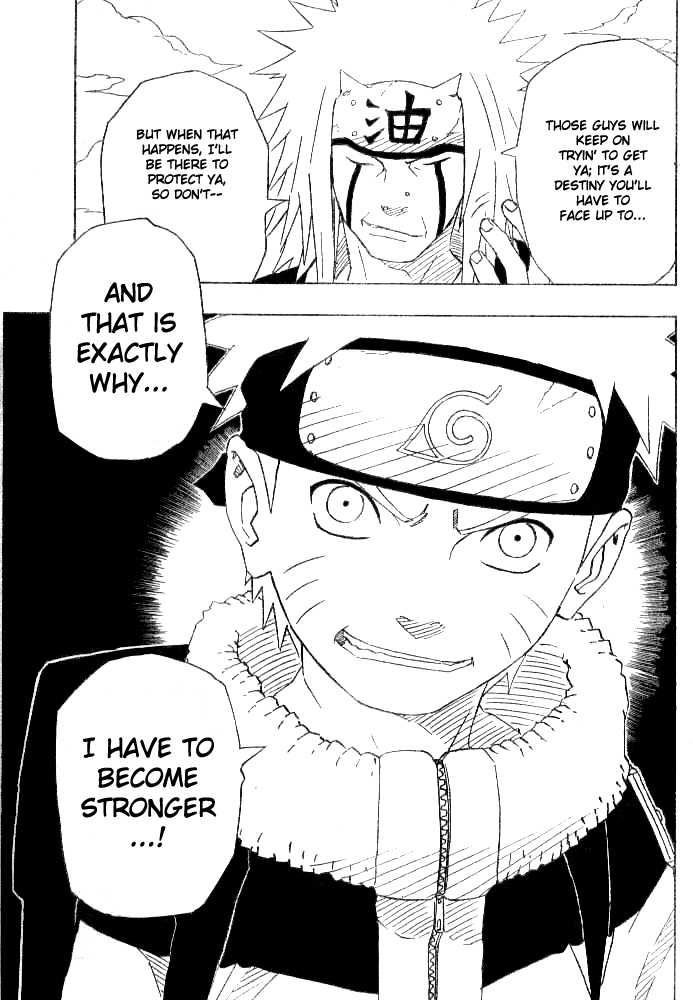 THOSE GUYS WILL
KEEP ON
TRYIN' TO GET
YA; IT'S A
DESTINY YOU'LL
HAVE TO
FACE UP TO...
油
BUT WHEN THAT
HAPPENS, I'LL
BE THERE TO
PROTECT YA,
SO DON'T--
AND
THAT IS
EXACTLY
WHY...
I HAVE TO
BECOME
STRONGER
...!